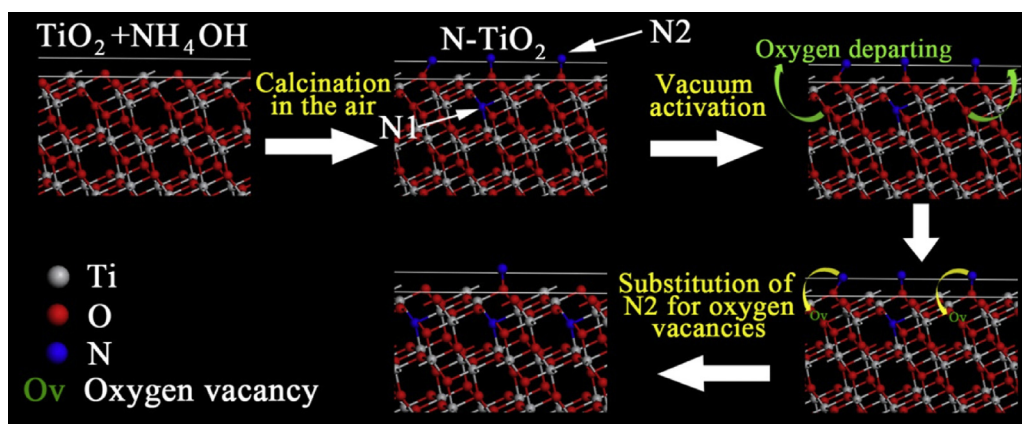 TiO₂+NH₄OH
Calcination
in the air
N-TiO₂
N2
N1
Vacuum
activation
Oxygen departing
Ti
O
N
Ov Oxygen vacancy
Substitution of
N2 for oxygen
vacancies
Ov
Ov